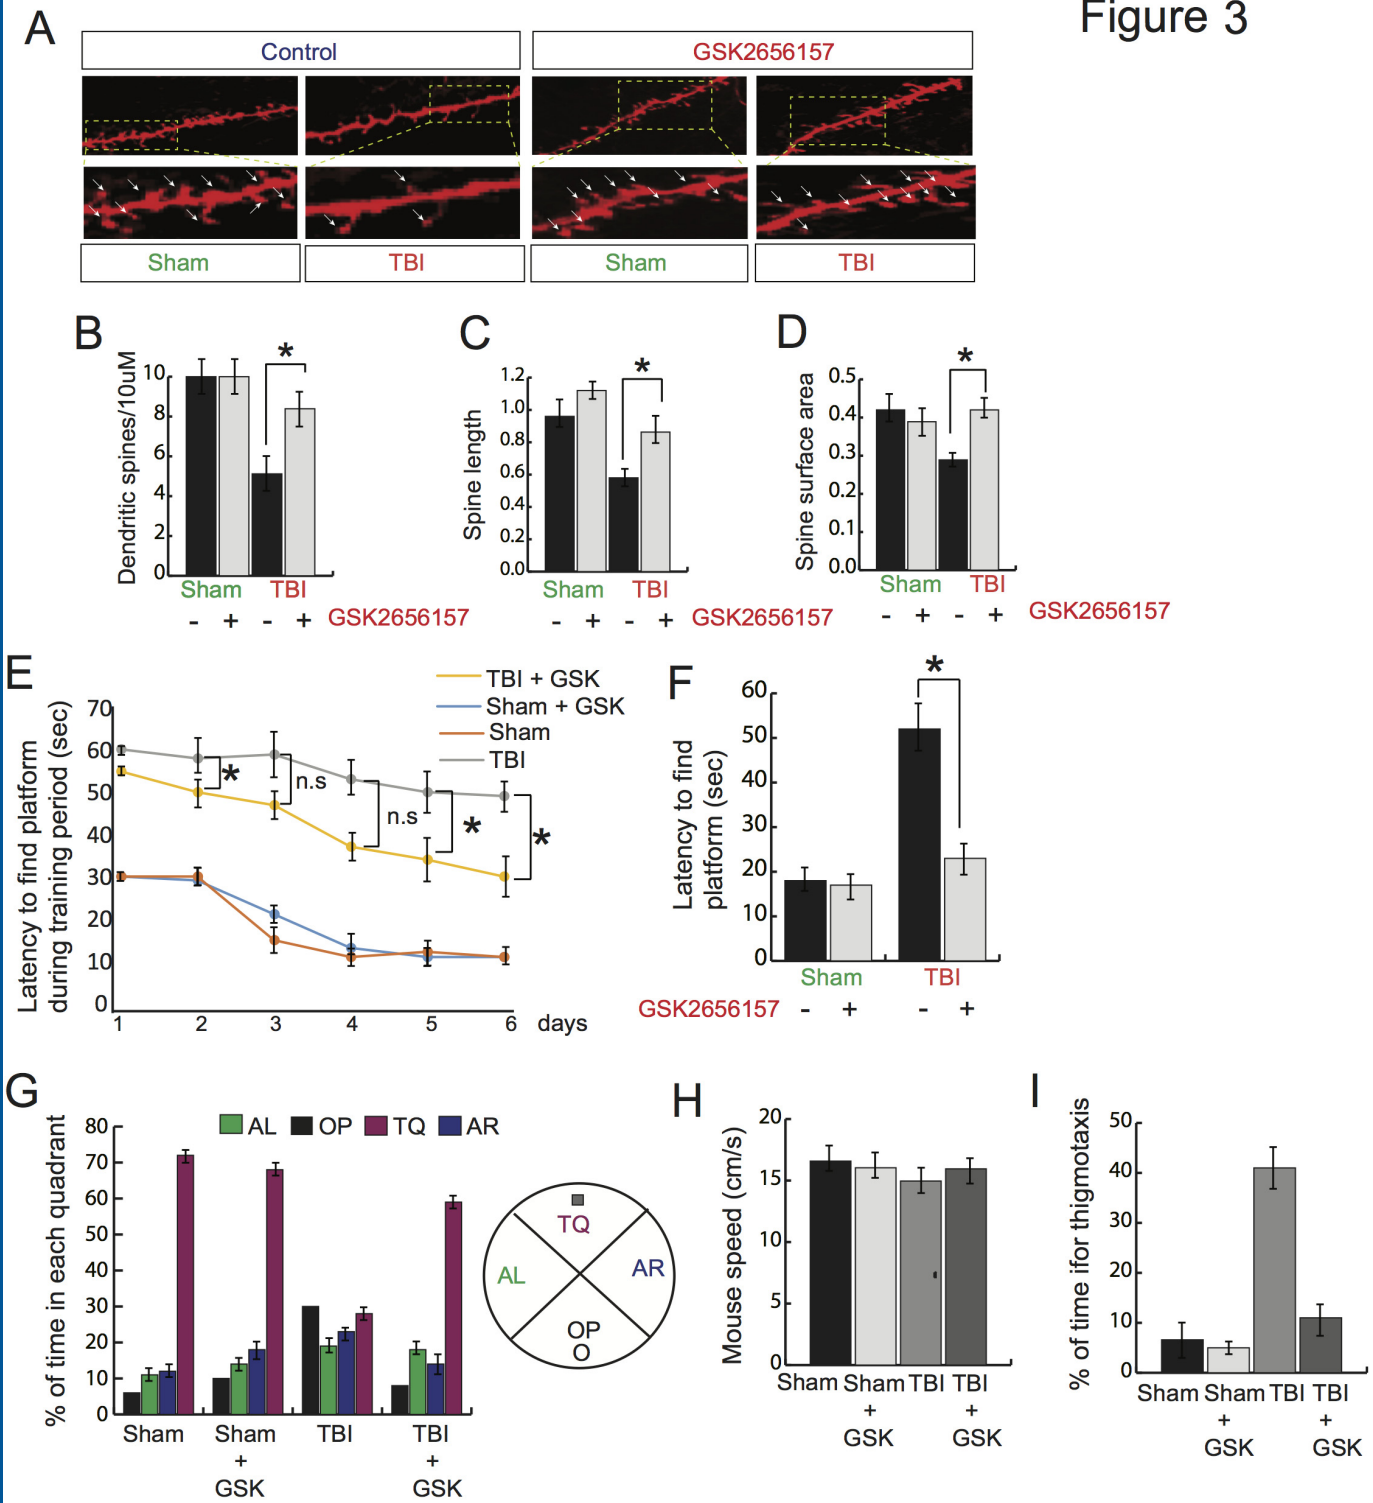 Figure 3
A
Control
GSK2656157
Sham
TBI
Sham
TBI
B
Dendritic spines/10uM
10
8
6
4
2
0
*
Sham
TBI
- + - + GSK2656157
C
Spine length
1.2
1.0
0.8
0.6
0.4
0.2
0.0
*
Sham
TBI
- + - + GSK2656157
D
Spine surface area
0.5
0.4
0.3
0.2
0.1
0.0
*
Sham
TBI
- + - + GSK2656157
E
Latency to find platform
during training period (sec)
70
60
50
40
30
20
10
0
TBI + GSK
Sham + GSK
Sham
TBI
*
n.s
n.s
*
*
1 2 3 4 5 6 days
F
Latency to find
platform (sec)
60
50
40
30
20
10
0
*
Sham
TBI
GSK2656157 - + - +
G
% of time in each quadrant
80
70
60
50
40
30
20
10
0
AL OP TQ AR
Sham
Sham
+
GSK
TBI
TBI
+
GSK
TQ
AL
AR
OP
O
H
Mouse speed (cm/s)
20
15
10
5
0
Sham
Sham
+
GSK
TBI
TBI
+
GSK
I
% of time ifor thigmotaxis
50
40
30
20
10
0
Sham
Sham
+
GSK
TBI
TBI
+
GSK